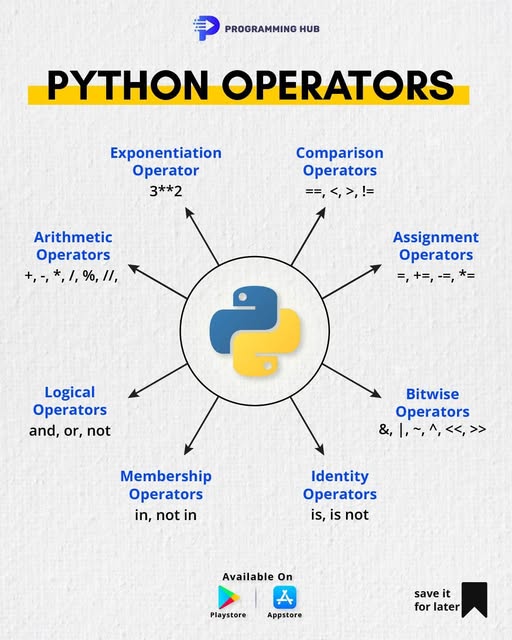 PROGRAMMING HUB
PYTHON OPERATORS
Exponentiation
Operator
3**2
Comparison
Operators
==, <, >, !=
Arithmetic
Operators
+, -, *, /, %, //,
Assignment
Operators
=, +=, -=, *=
Logical
Operators
and, or, not
Bitwise
Operators
&, |, ~, ^, <<, >>
Membership
Operators
in, not in
Identity
Operators
is, is not
Available On
Playstore
Appstore
save it
for later